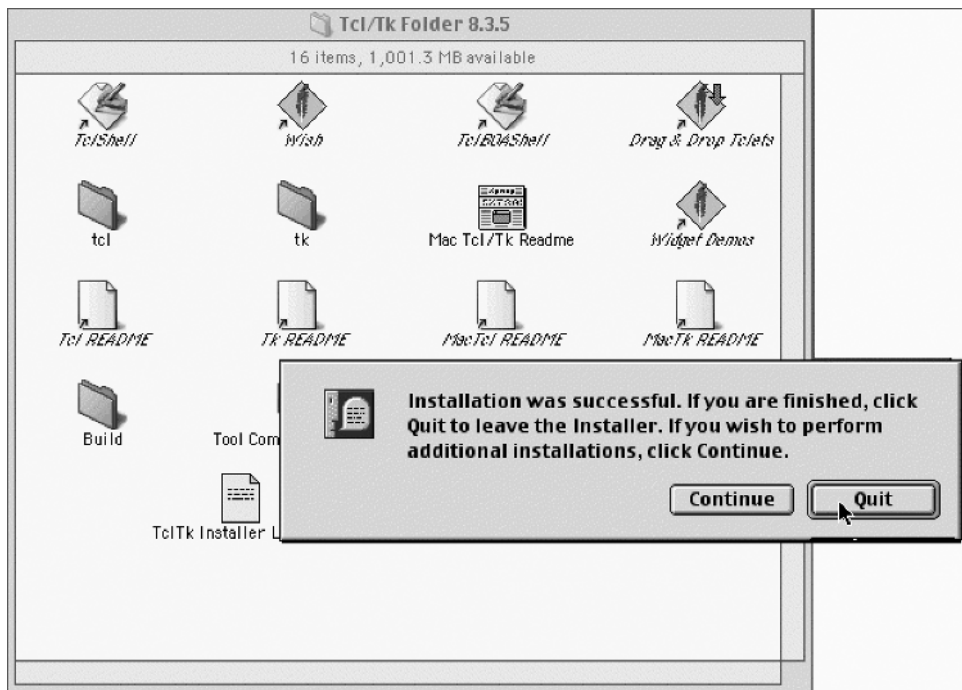 Tcl/Tk Folder 8.3.5
16 items, 1,001.3 MB available
TclShell Wish TclBOAShell Drag & Drop Tclets
tcl tk Mac Tcl/Tk Readme Widget Demos
Tcl README Tk README MacTcl README MacTk README
Installation was successful. If you are finished, click
Quit to leave the Installer. If you wish to perform
additional installations, click Continue.
Build Tool Com
Continue Quit
TclTk Installer L